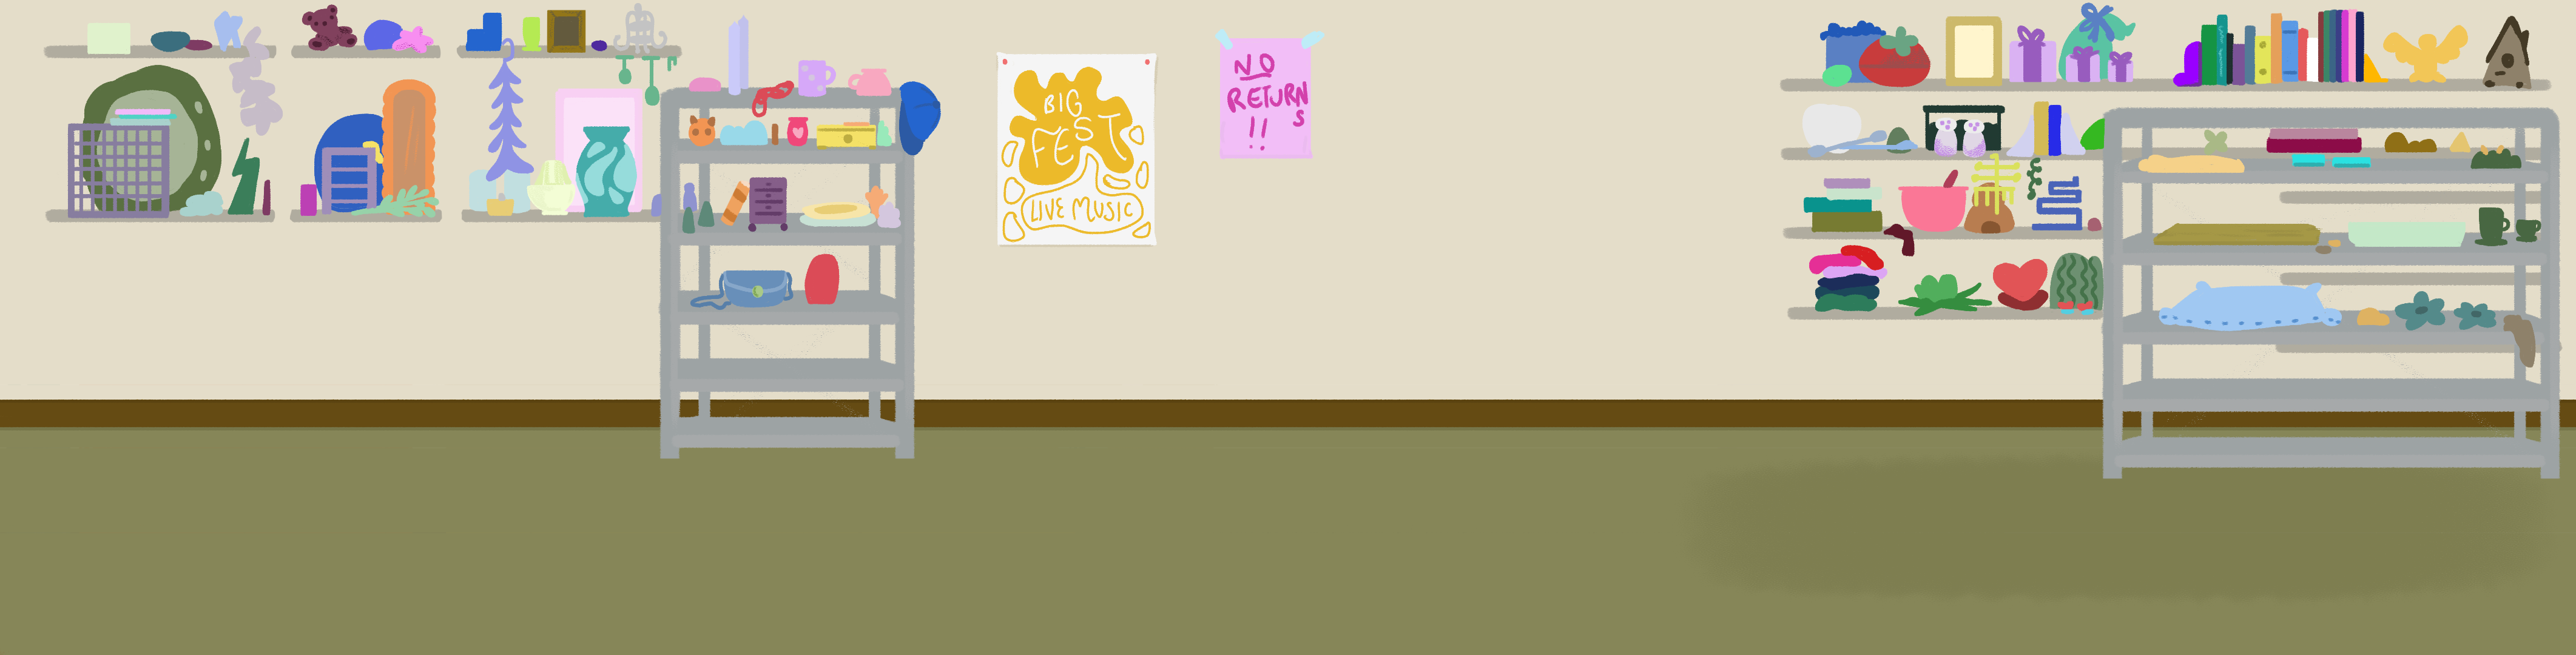 BIG
FEST
LIVE MUSIC
NO
RETURN
S
!!